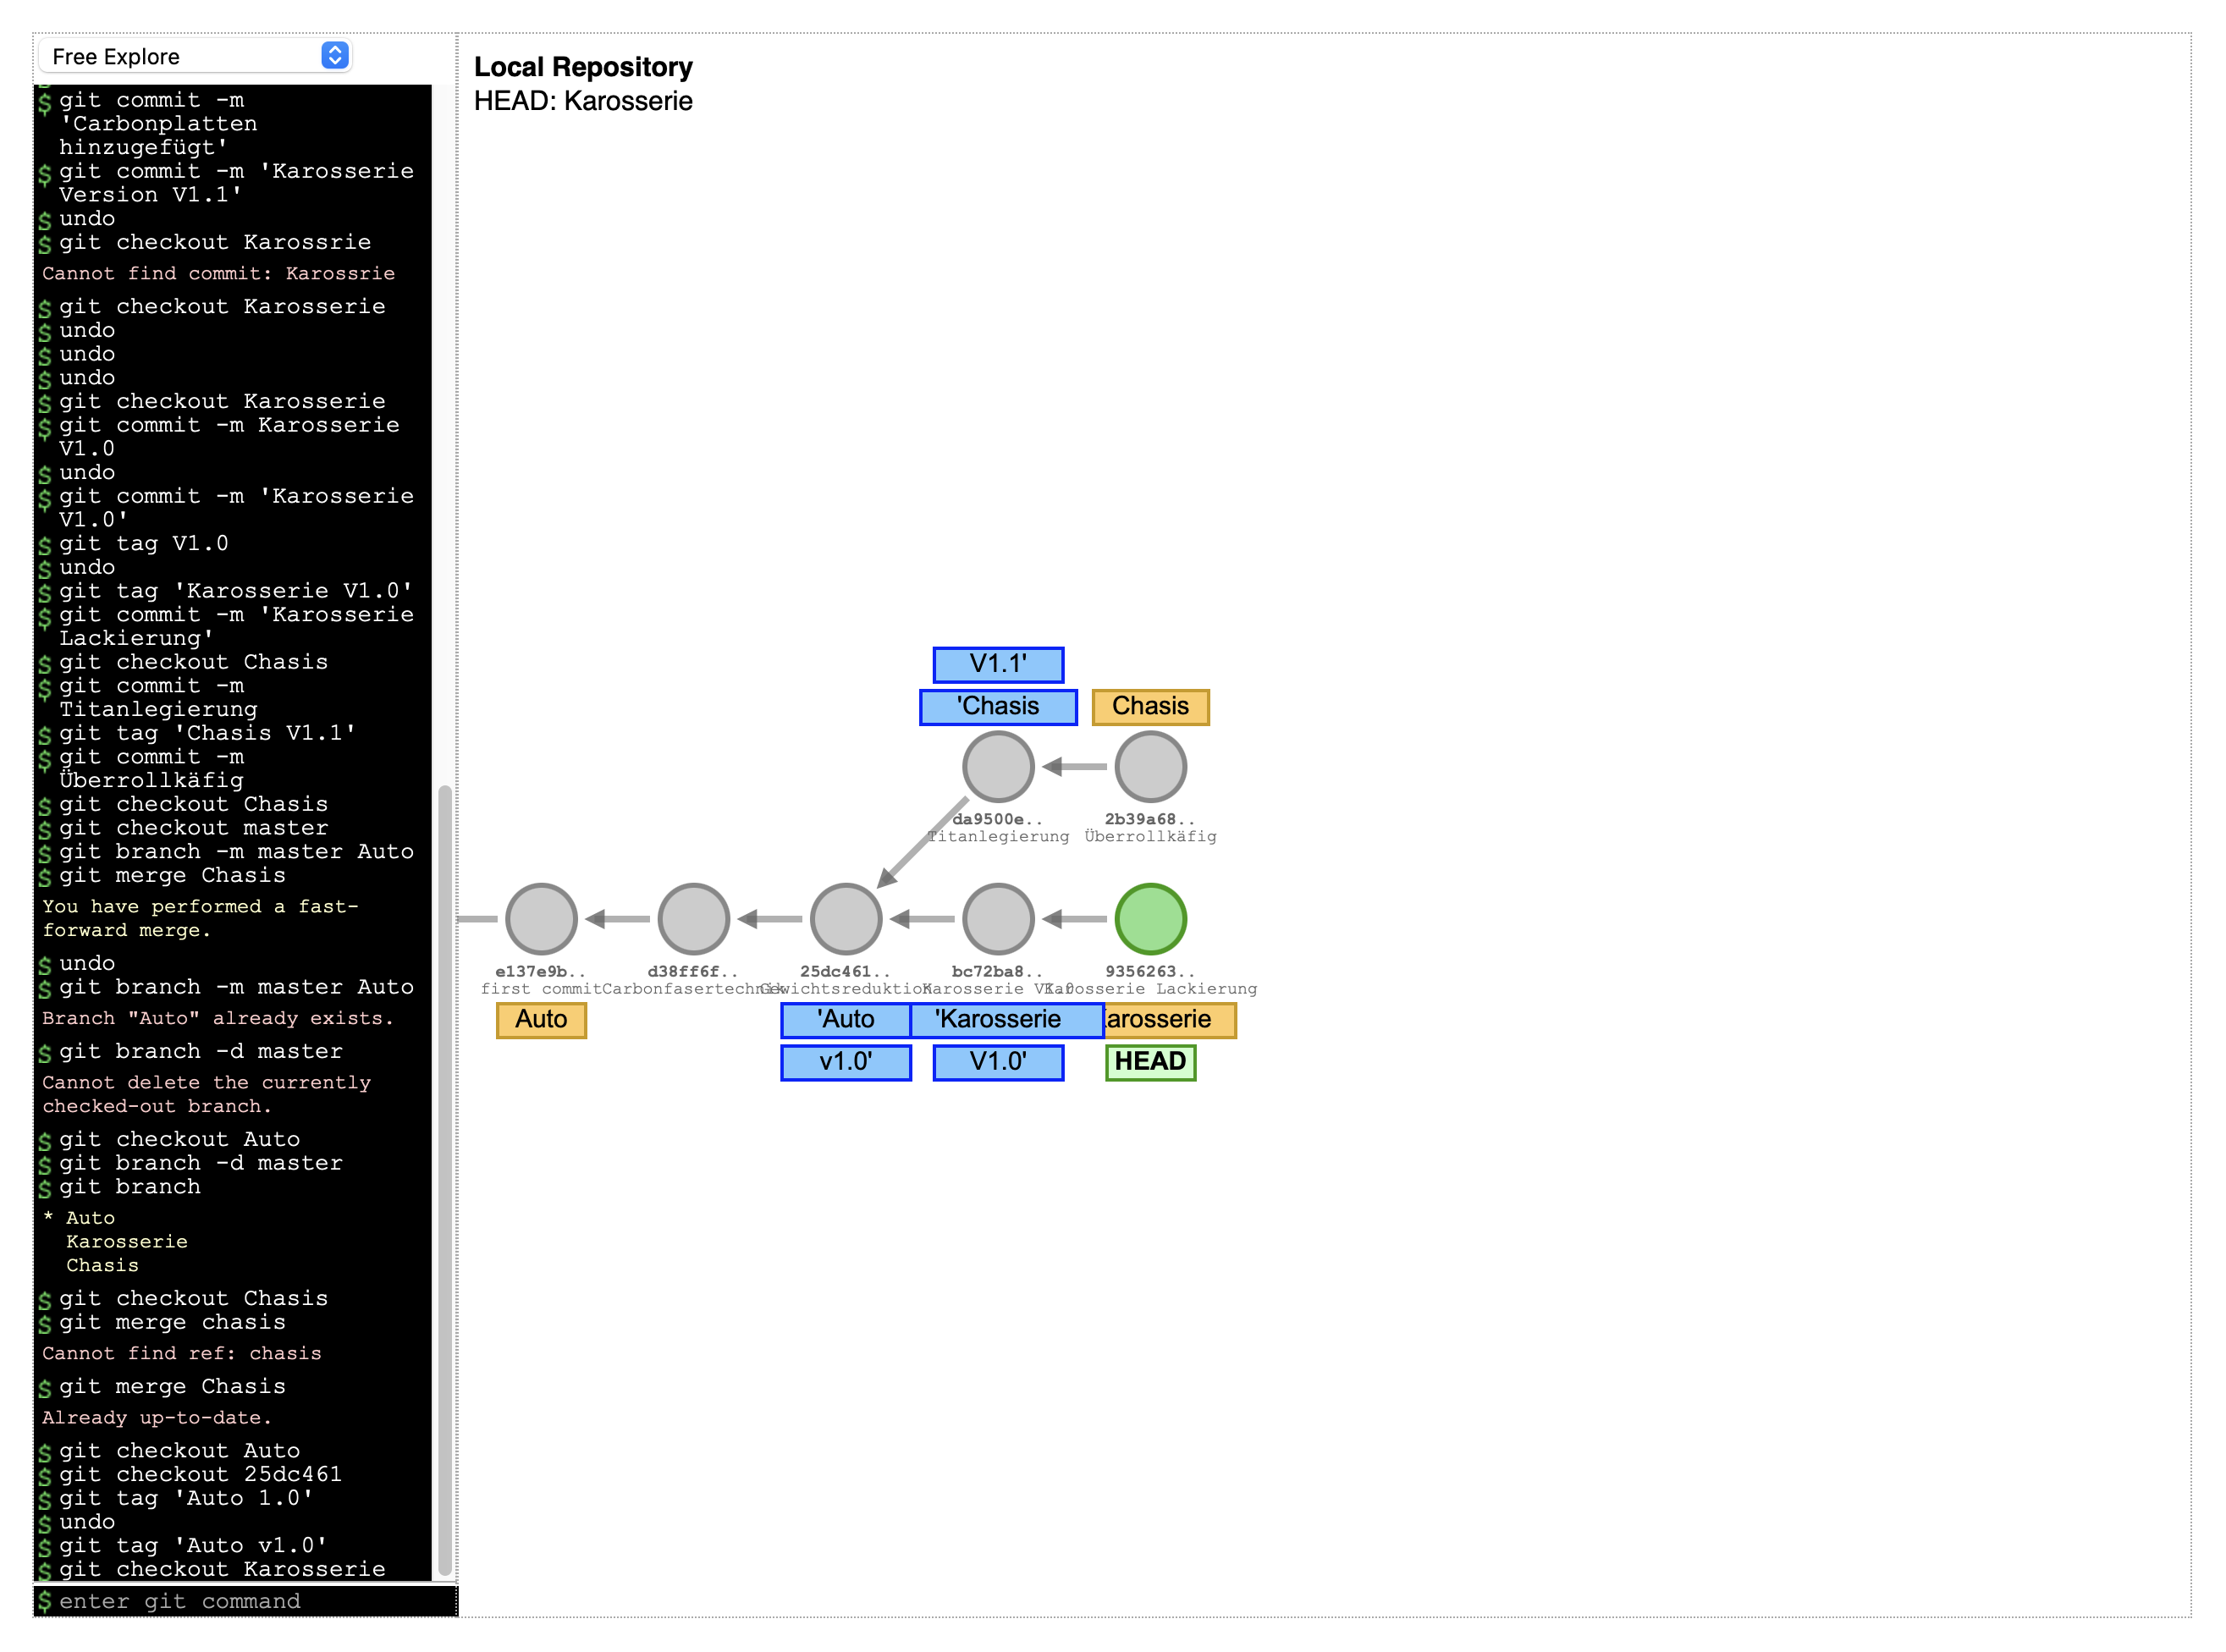 Free Explore
$ git commit -m
'Carbonplatten
hinzugefügt'
$ git commit -m 'Karosserie
Version V1.1'
$ undo
$ git checkout Karossrie
Cannot find commit: Karossrie
$ git checkout Karosserie
$ undo
$ undo
$ undo
$ git checkout Karosserie
$ git commit -m Karosserie
V1.0
$ undo
$ git commit -m 'Karosserie
V1.0'
$ git tag V1.0
$ undo
$ git tag 'Karosserie V1.0'
$ git commit -m 'Karosserie
Lackierung'
$ git checkout Chasis
$ git commit -m
Titanlegierung
$ git tag 'Chasis V1.1'
$ git commit -m
Überrollkäfig
$ git checkout Chasis
$ git checkout master
$ git branch -m master Auto
$ git merge Chasis
You have performed a fast-
forward merge.
$ undo
$ git branch -m master Auto
Branch "Auto" already exists.
$ git branch -d master
Cannot delete the currently
checked-out branch.
$ git checkout Auto
$ git branch -d master
$ git branch
* Auto
Karosserie
Chasis
$ git checkout Chasis
$ git merge chasis
Cannot find ref: chasis
$ git merge Chasis
Already up-to-date.
$ git checkout Auto
$ git checkout 25dc461
$ git tag 'Auto 1.0'
$ undo
$ git tag 'Auto v1.0'
$ git checkout Karosserie
$ enter git command
Local Repository
HEAD: Karosserie
V1.1'
'Chasis
Chasis
da9500e..
Titanlegierung
2b39a68..
Überrollkäfig
e137e9b..
first commit
d38ff6f..
Carbonfasertechnik
25dc461..
Gewichtsreduktion
bc72ba8..
Karosserie V1.0
9356263..
Karosserie Lackierung
Auto
'Auto
'Karosserie
arosserie
v1.0'
V1.0'
HEAD